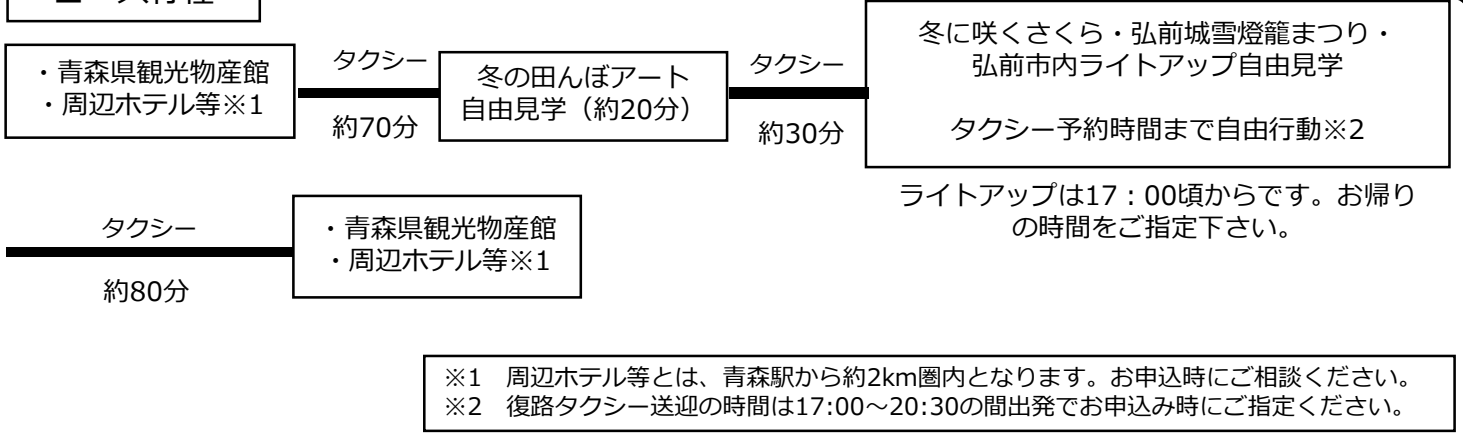 ・青森県観光物産館
・周辺ホテル等※1
タクシー
約70分
冬の田んぼアート
自由見学（約20分）
タクシー
約30分
冬に咲くさくら・弘前城雪燈籠まつり・
弘前市内ライトアップ自由見学
タクシー予約時間まで自由行動※2
ライトアップは17：00頃からです。お帰り
の時間をご指定下さい。
タクシー
約80分
・青森県観光物産館
・周辺ホテル等※1
※1　周辺ホテル等とは、青森駅から約2km圏内となります。お申込時にご相談ください。
※2　復路タクシー送迎の時間は17:00～20:30の間出発でお申込み時にご指定ください。